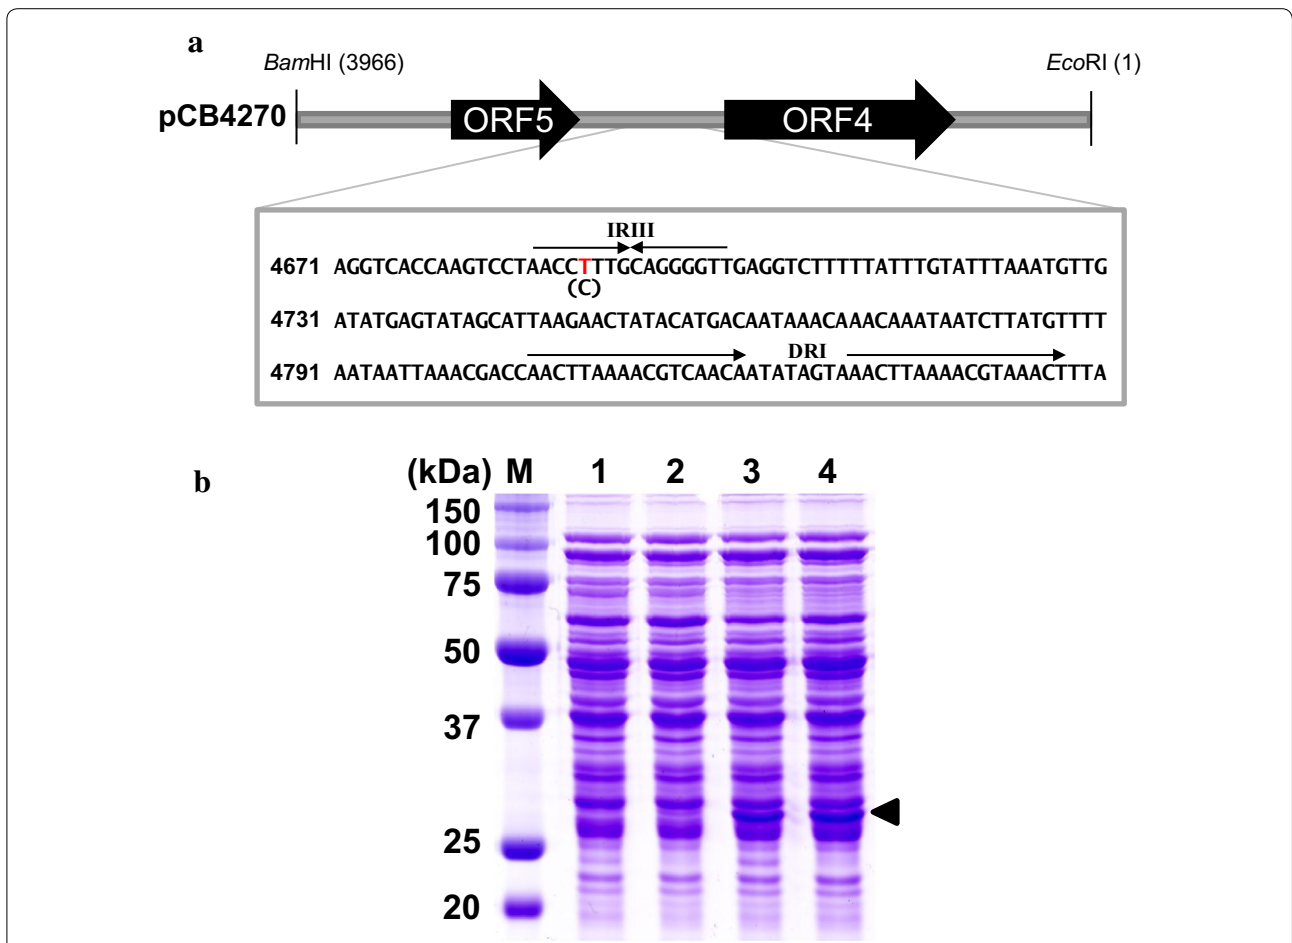 a
BamHI (3966)
EcoRI (1)
pCB4270
ORF5
ORF4
IRIII
4671 AGGTCACCAAGTCCTAACCTTTGCAGGGGTTGAGGTCTTTTTATTTGTATTTAAATGTTG
(C)
4731 ATATGAGTATAGCATTAAGAACTATACATGACAATAAACAAACAAATAATCTTATGTTTT
DRI
4791 AATAATTAAACGACCAACTTAAAACGTCAACAATATAGTAAACTTAAAACGTAAACTTTA
b
(kDa) M 1 2 3 4
150
100
75
50
37
25
20